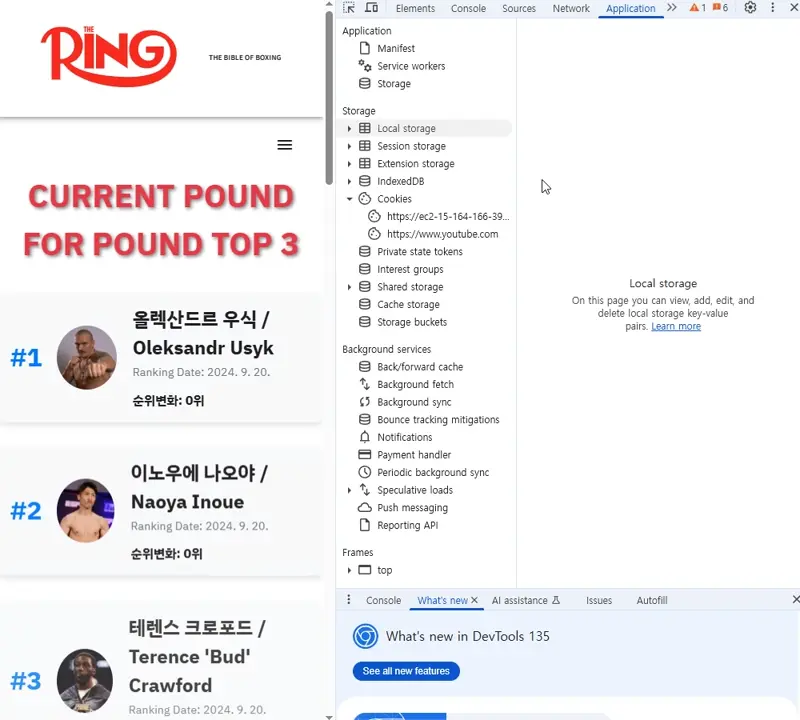 THE
RING
THE BIBLE OF BOXING
CURRENT POUND
FOR POUND TOP 3
#1
올렉산드르 우식 /
Oleksandr Usyk
Ranking Date: 2024. 9. 20.
순위변화: 0위
#2
이노우에 나오야 /
Naoya Inoue
Ranking Date: 2024. 9. 20.
순위변화: 0위
#3
테렌스 크로포드 /
Terence 'Bud'
Crawford
Ranking Date: 2024. 9. 20.
Elements Console Sources Network Application 1 6
Application
Manifest
Service workers
Storage
Storage
Local storage
Session storage
Extension storage
IndexedDB
Cookies
https://ec2-15-164-166-39...
https://www.youtube.com
Private state tokens
Interest groups
Shared storage
Cache storage
Storage buckets
Background services
Back/forward cache
Background fetch
Background sync
Bounce tracking mitigations
Notifications
Payment handler
Periodic background sync
Speculative loads
Push messaging
Reporting API
Frames
top
Local storage
On this page you can view, add, edit, and
delete local storage key-value
pairs. Learn more
Console What's new AI assistance Issues Autofill
What's new in DevTools 135
See all new features